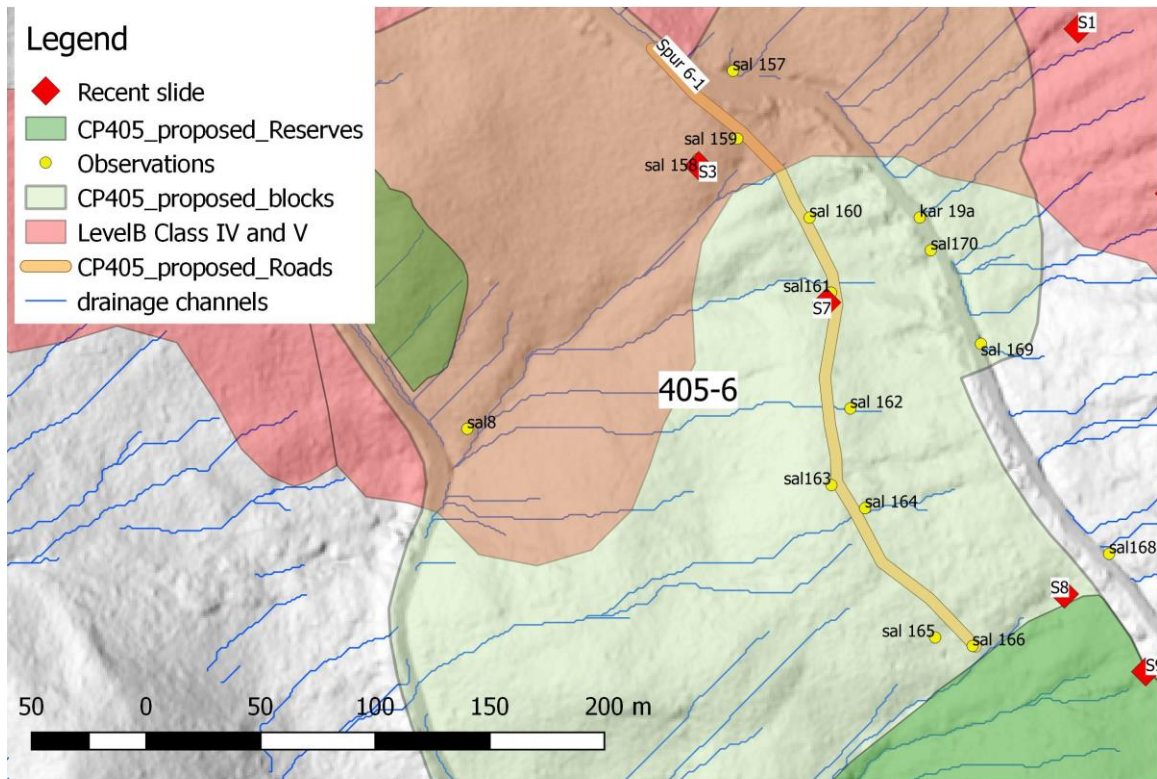 Legend
Recent slide
CP405_proposed_Reserves
Observations
CP405_proposed_blocks
LevelB Class IV and V
CP405_proposed_Roads
drainage channels
S1
Spur 6-1
sal 157
sal 159
sal 158
S3
sal 160
kar 19a
sal170
sal161
S7
sal 169
405-6
sal 162
sal8
sal163
sal 164
sal168
S8
sal 165
sal 166
S9
50 0 50 100 150 200 m